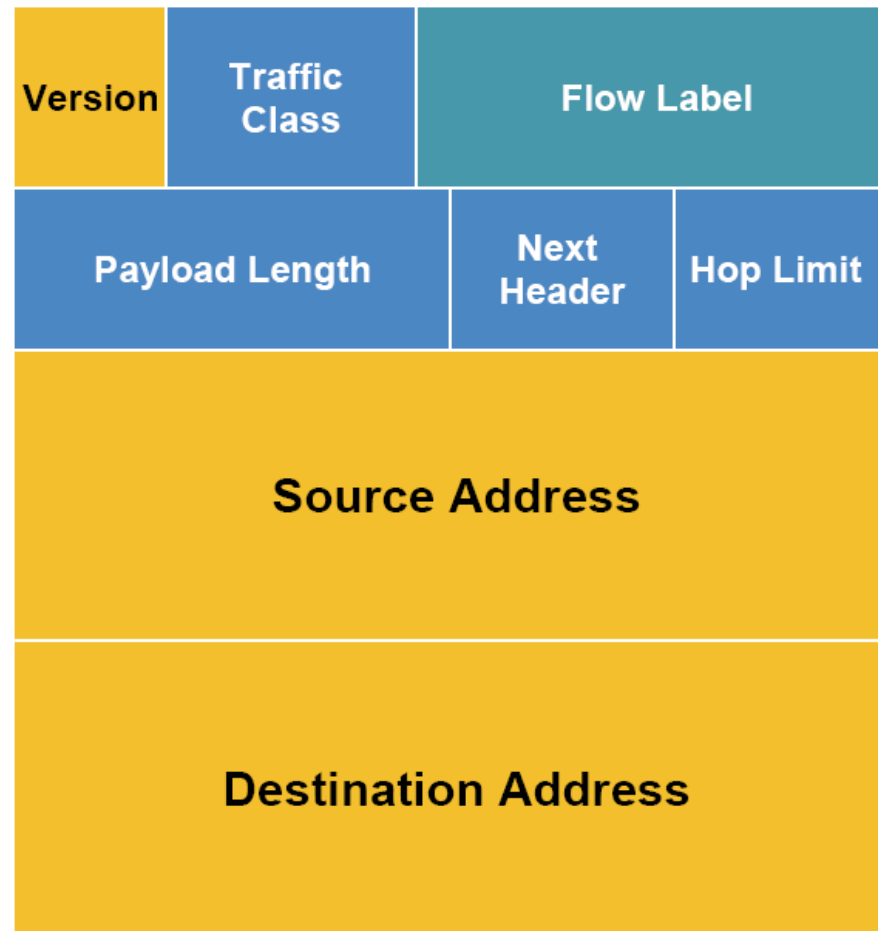 Version
Traffic
Class
Flow Label
Payload Length
Next
Header
Hop Limit
Source Address
Destination Address